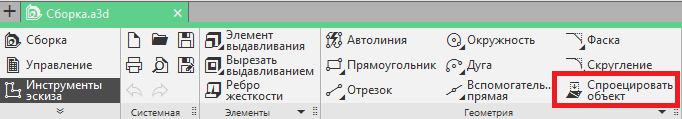 Сборка.a3d
Сборка
Управление
Инструменты
эскиза
Системная
Элемент
выдавливания
Вырезать
выдавливанием
Ребро
жесткости
Элементы
Автолиния
Прямоугольник
Отрезок
Окружность
Дуга
Вспомогатель...
прямая
Фаска
Скругление
Спроецировать
объект
Геометрия